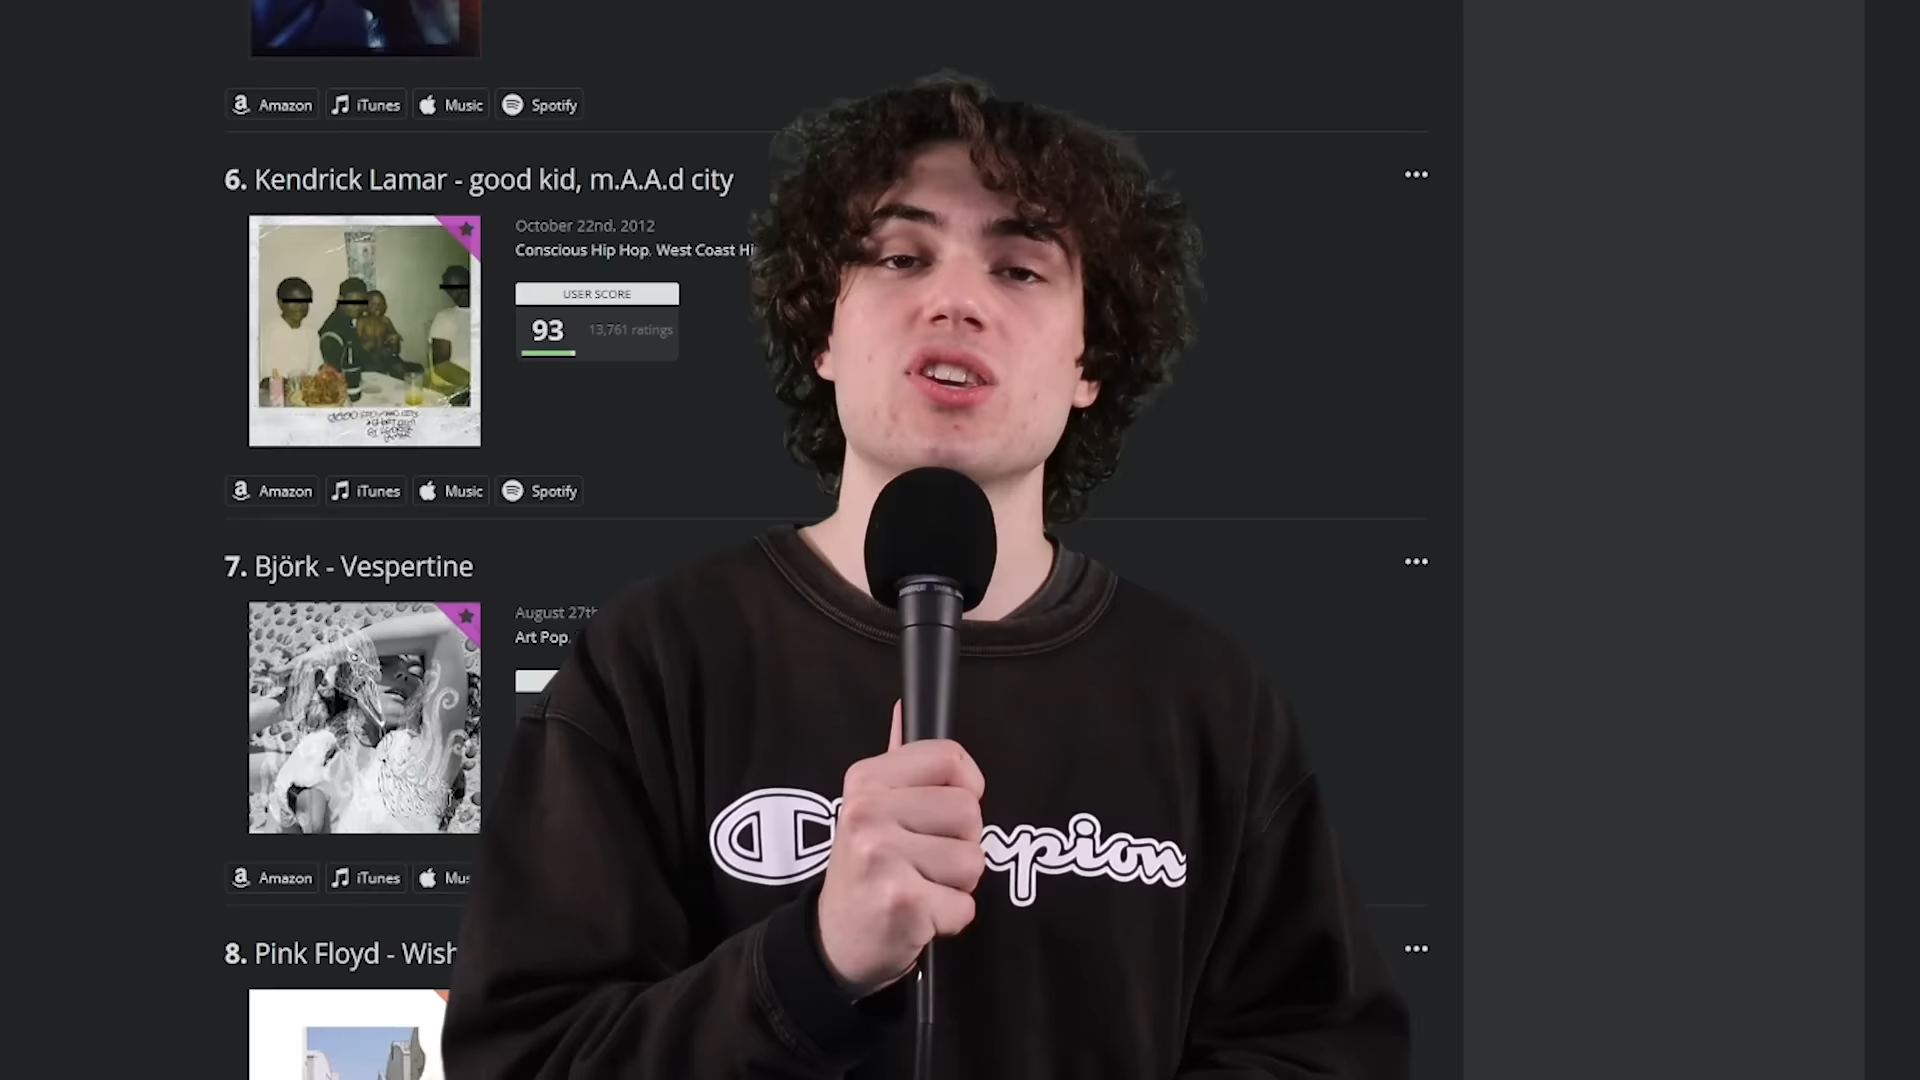 Amazon iTunes Music Spotify
6. Kendrick Lamar - good kid, m.A.A.d city
October 22nd, 2012
Conscious Hip Hop, West Coast Hi
USER SCORE
93 13,761 ratings
Amazon iTunes Music Spotify
7. Björk - Vespertine
August 27th
Art Pop,
Amazon iTunes Mus
8. Pink Floyd - Wish
C mpion